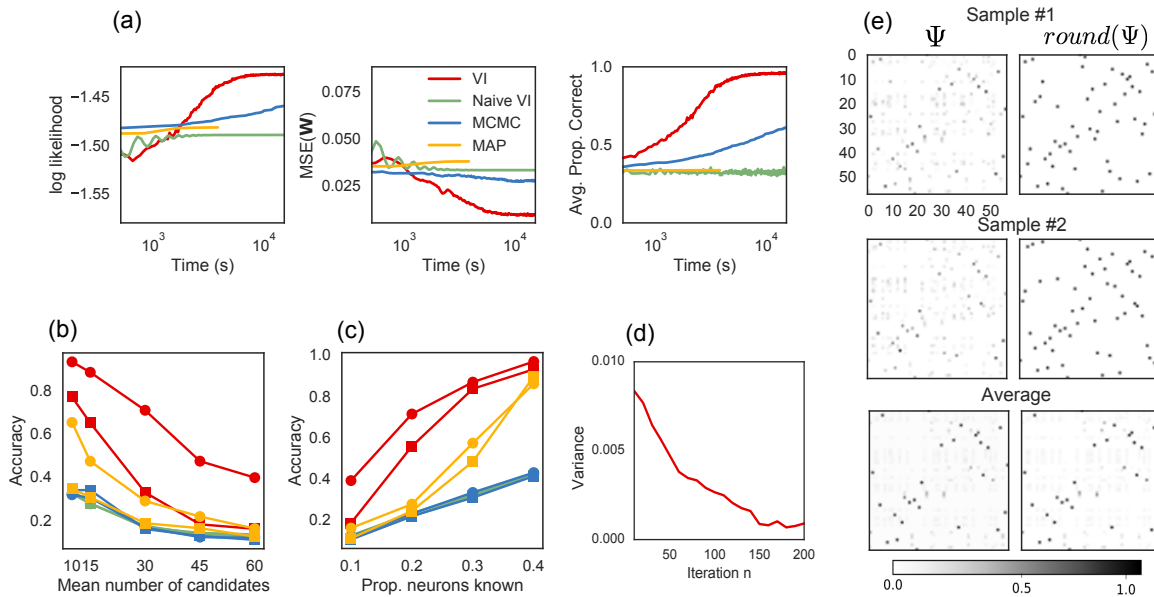 (a)
log likelihood
−1.45
−1.50
−1.55
10³
10⁴
Time (s)
MSE(W)
0.075
0.050
0.025
VI
Naive VI
MCMC
MAP
10³
10⁴
Time (s)
Avg. Prop. Correct
1.0
0.5
0.0
10³
10⁴
Time (s)
(b)
Accuracy
0.8
0.6
0.4
0.2
10 15 30 45 60
Mean number of candidates
(c)
Accuracy
1.0
0.8
0.6
0.4
0.2
0.1 0.2 0.3 0.4
Prop. neurons known
(d)
Variance
0.010
0.005
0.000
50 100 150 200
Iteration n
(e)
Sample #1
Ψ
round(Ψ)
0
10
20
30
40
50
0 10 20 30 40 50
Sample #2
Average
0.0 0.5 1.0